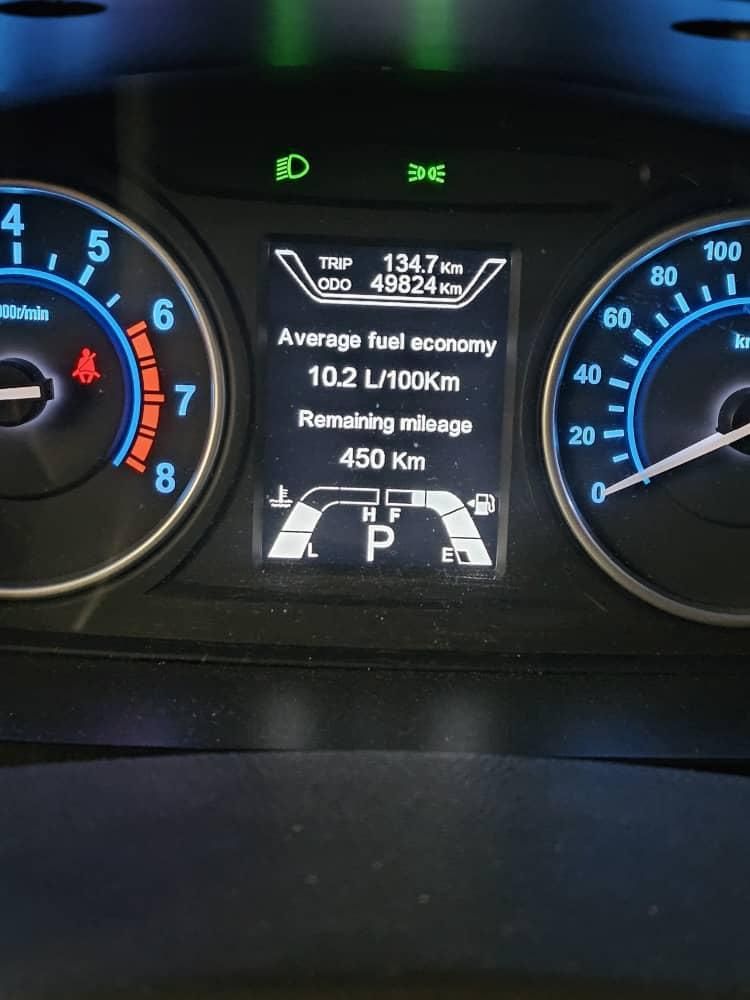 4
5
6
7
8
000r/min
TRIP 134.7 Km
ODO 49824 Km
Average fuel economy
10.2 L/100Km
Remaining mileage
450 Km
H F
L P E
0
20
40
60
80
100